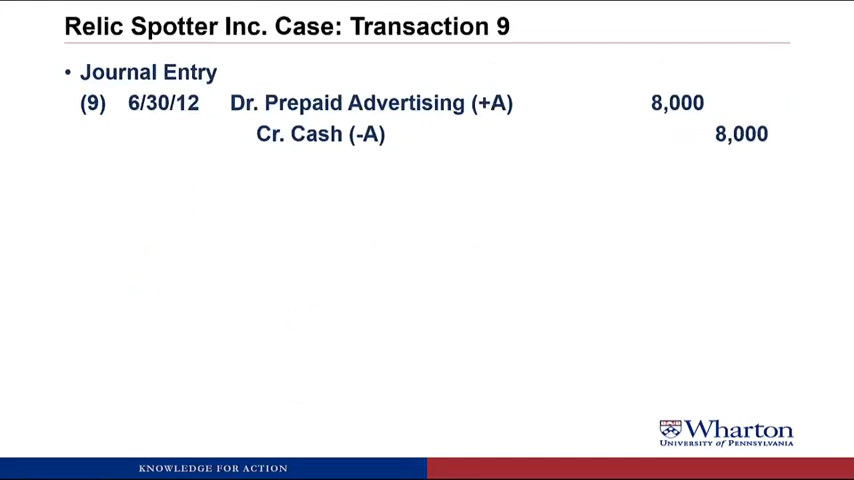 Relic Spotter Inc. Case: Transaction 9
• Journal Entry
(9) 6/30/12 Dr. Prepaid Advertising (+A) 8,000
Cr. Cash (-A) 8,000
Wharton
UNIVERSITY of PENNSYLVANIA
KNOWLEDGE FOR ACTION